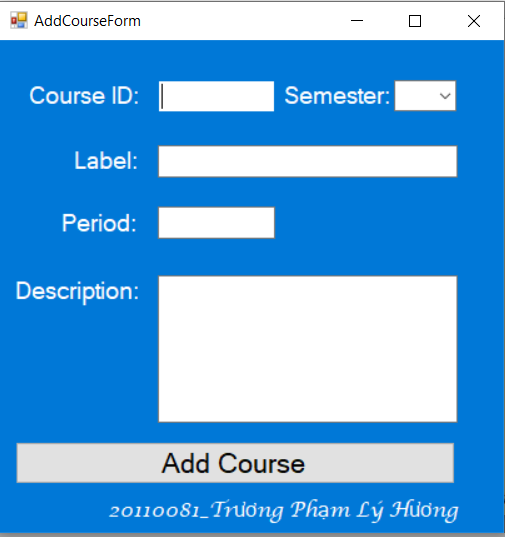 AddCourseForm
Course ID: Semester:
Label:
Period:
Description:
Add Course
20110081_Trương Phạm Lý Hương